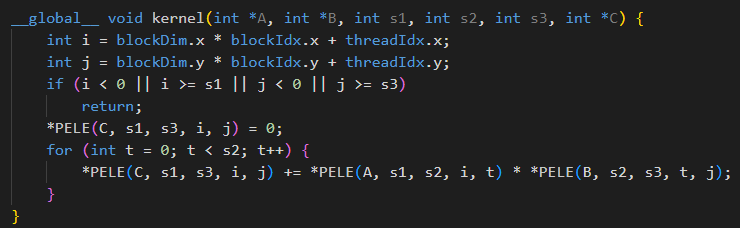 __global__ void kernel(int *A, int *B, int s1, int s2, int s3, int *C) {
    int i = blockDim.x * blockIdx.x + threadIdx.x;
    int j = blockDim.y * blockIdx.y + threadIdx.y;
    if (i < 0 || i >= s1 || j < 0 || j >= s3)
        return;
    *PELE(C, s1, s3, i, j) = 0;
    for (int t = 0; t < s2; t++) {
        *PELE(C, s1, s3, i, j) += *PELE(A, s1, s2, i, t) * *PELE(B, s2, s3, t, j);
    }
}